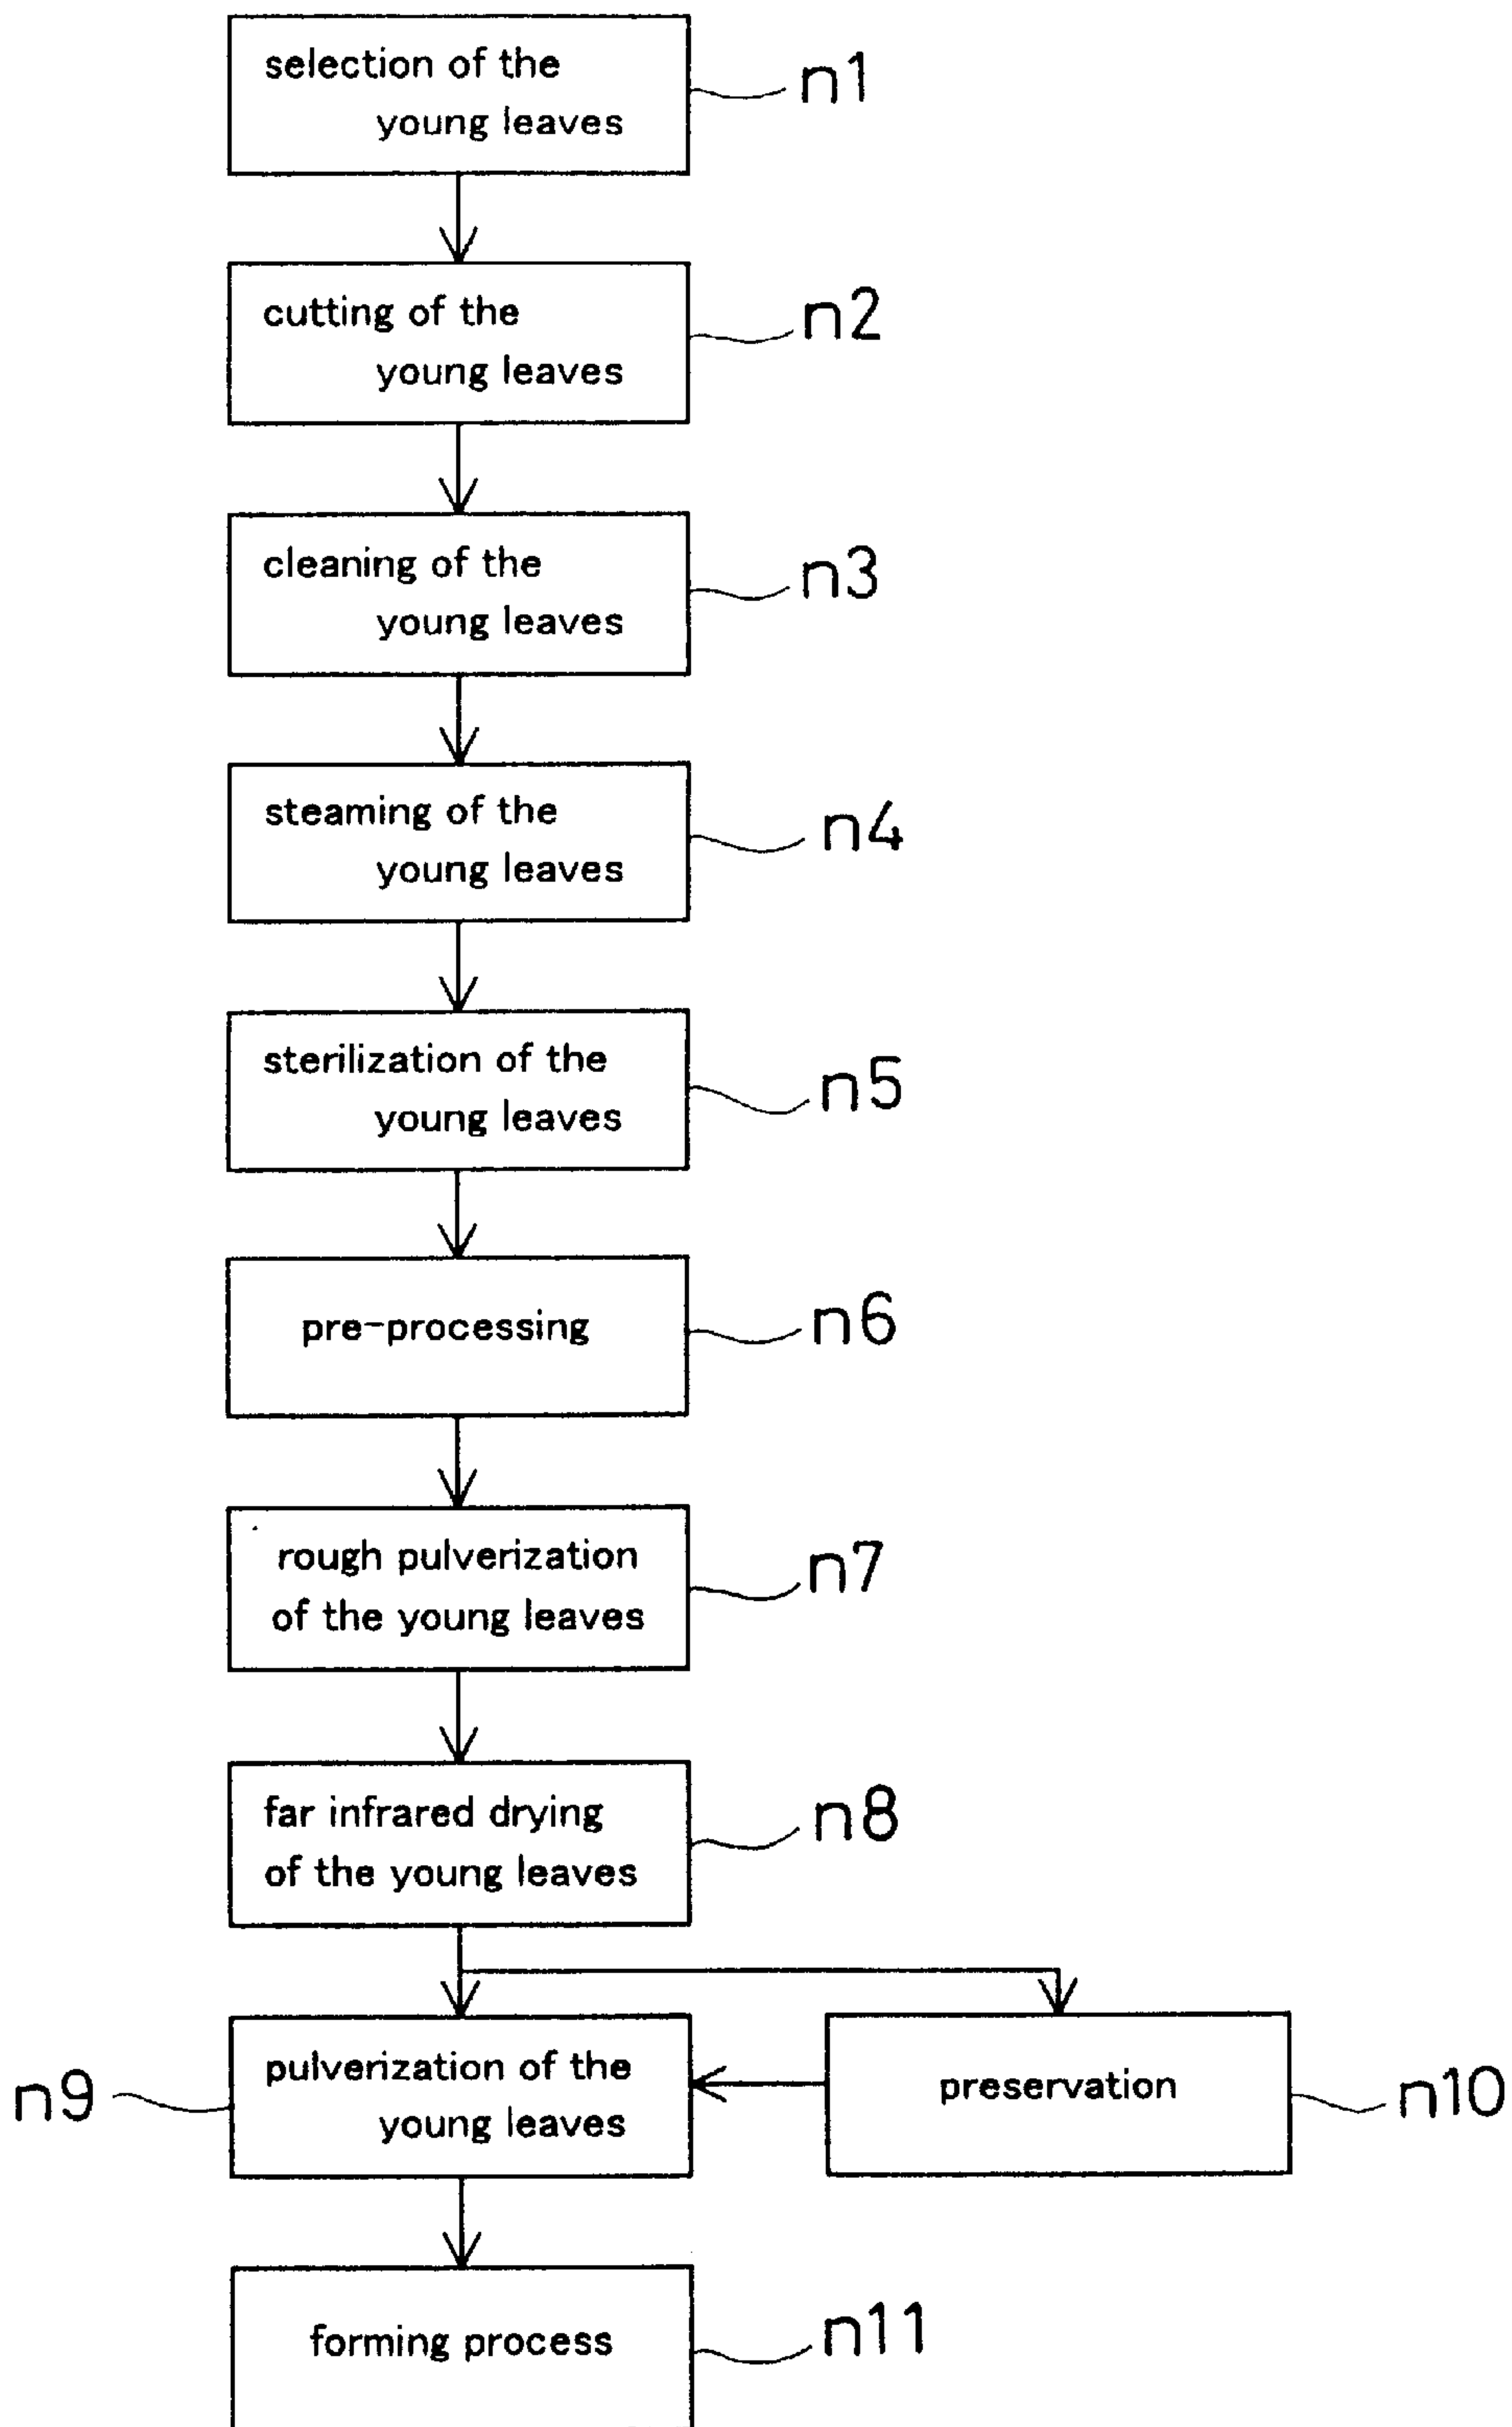 selection of the
young leaves
n1
cutting of the
young leaves
n2
cleaning of the
young leaves
n3
steaming of the
young leaves
n4
sterilization of the
young leaves
n5
pre-processing
n6
rough pulverization
of the young leaves
n7
far infrared drying
of the young leaves
n8
n9
pulverization of the
young leaves
preservation
n10
forming process
n11